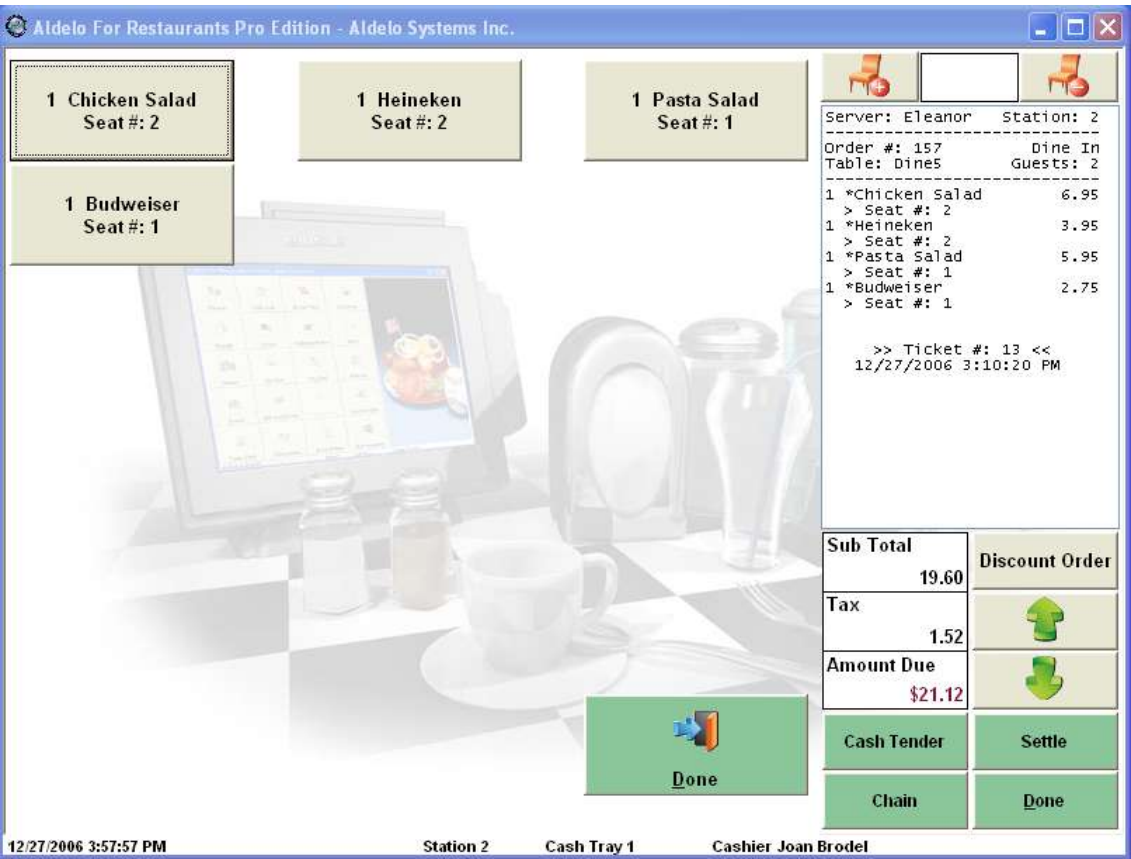 Aldelo For Restaurants Pro Edition - Aldelo Systems Inc.
1 Chicken Salad
Seat #: 2
1 Heineken
Seat #: 2
1 Pasta Salad
Seat #: 1
1 Budweiser
Seat #: 1
Server: Eleanor Station: 2
Order #: 157 Dine In
Table: Dine5 Guests: 2
1 *Chicken Salad 6.95
> Seat #: 2
1 *Heineken 3.95
> Seat #: 2
1 *Pasta Salad 5.95
> Seat #: 1
1 *Budweiser 2.75
> Seat #: 1
>> Ticket #: 13 <<
12/27/2006 3:10:20 PM
Sub Total
19.60
Discount Order
Tax
1.52
Amount Due
$21.12
Cash Tender
Settle
Done
Chain
Done
12/27/2006 3:57:57 PM Station 2 Cash Tray 1 Cashier Joan Brodel